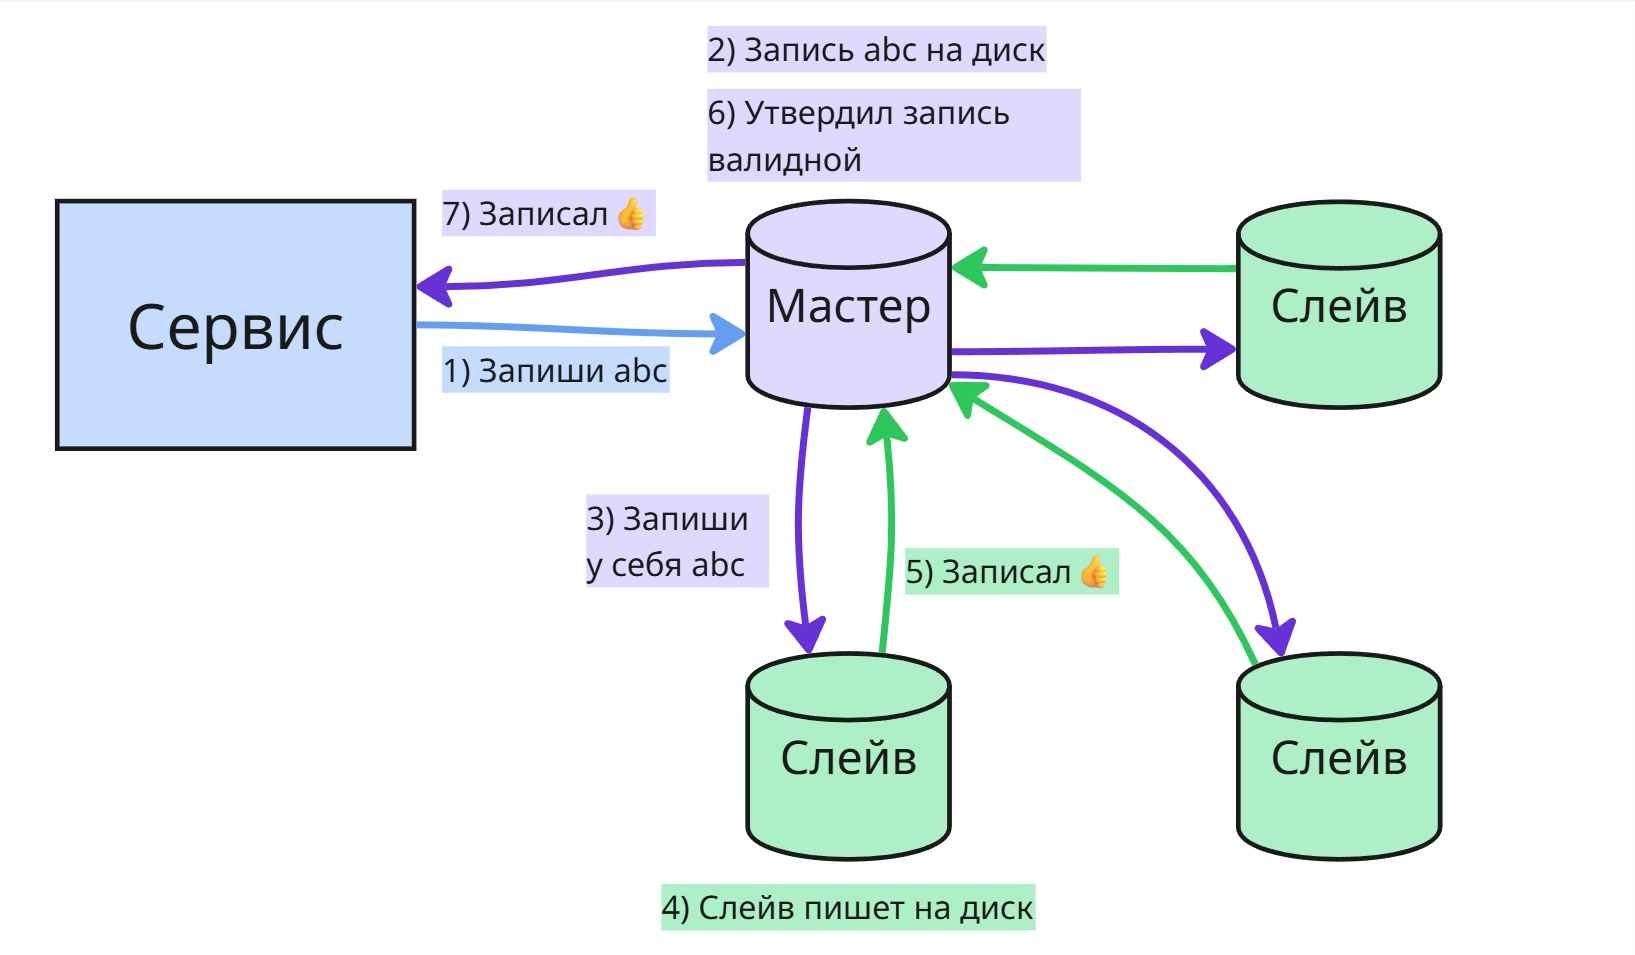 2) Запись abc на диск
6) Утвердил запись
валидной
7) Записал 👍
Сервис
1) Запиши abc
Мастер
Слейв
3) Запиши
у себя abc
5) Записал 👍
Слейв
Слейв
4) Слейв пишет на диск